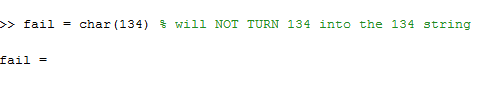 >> fail = char(134) % will NOT TURN 134 into the 134 string
fail =